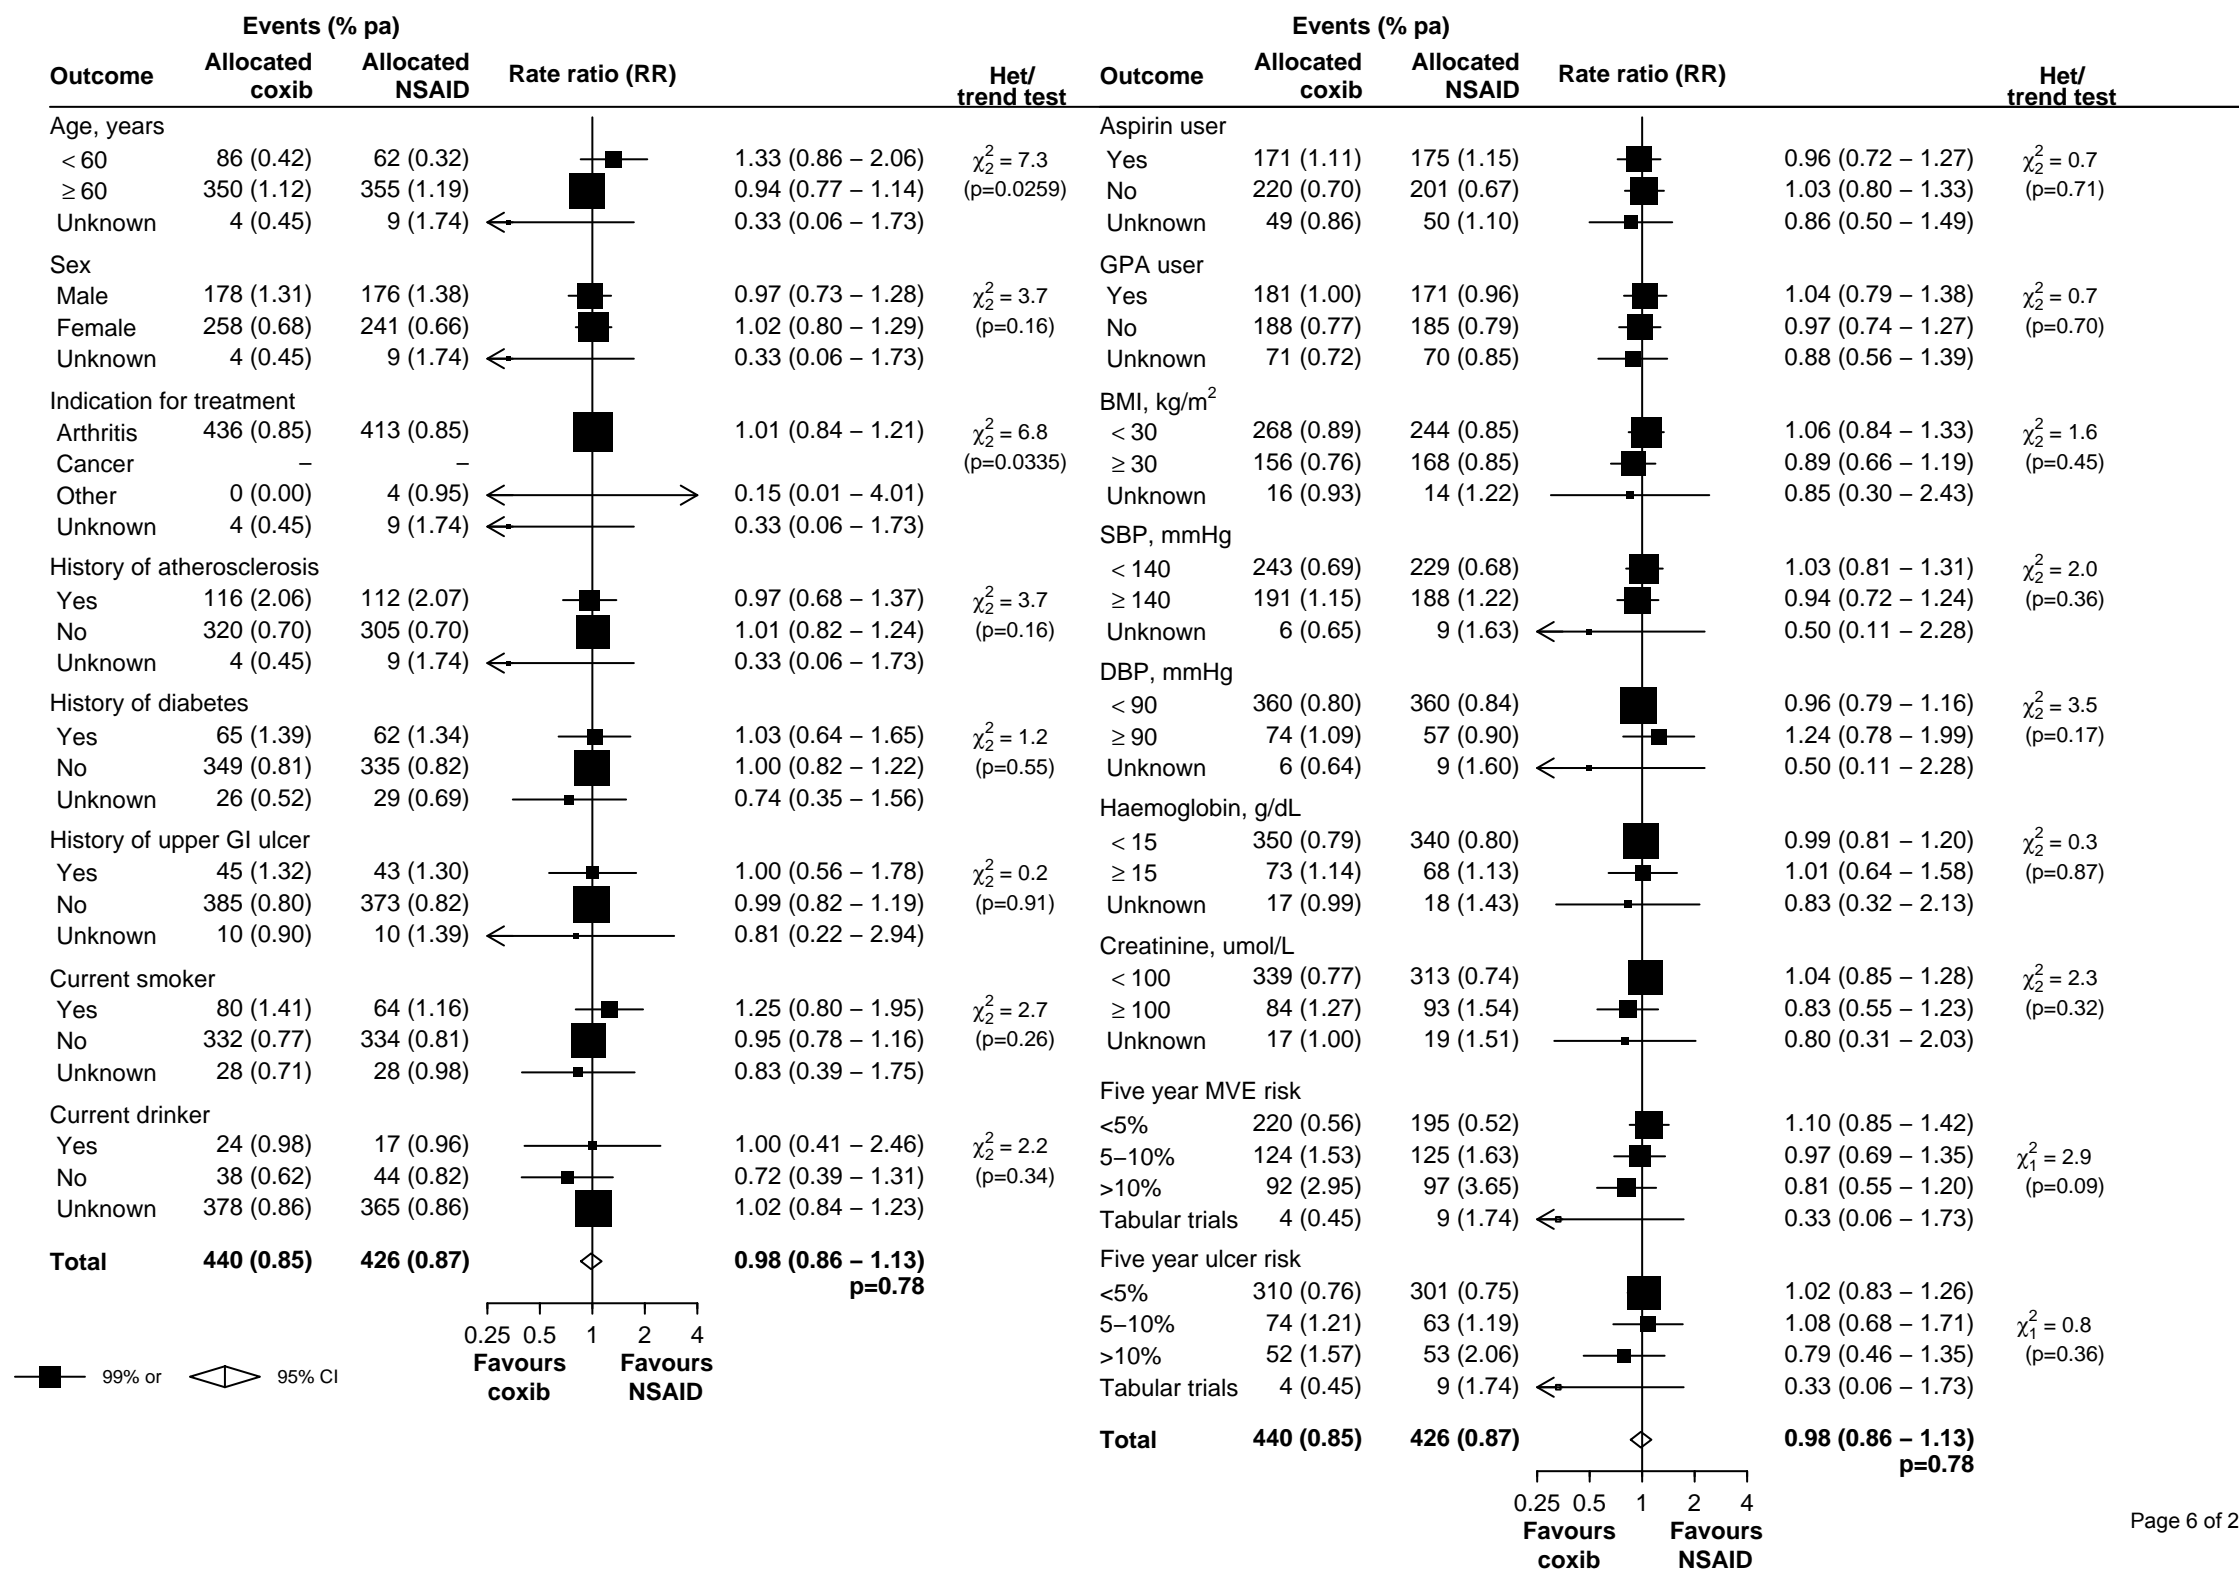 Events (% pa)
Outcome Allocated coxib Allocated NSAID Rate ratio (RR) Het/ trend test
Age, years
< 60 86 (0.42) 62 (0.32) 1.33 (0.86 – 2.06) χ²₂ = 7.3
≥ 60 350 (1.12) 355 (1.19) 0.94 (0.77 – 1.14) (p=0.0259)
Unknown 4 (0.45) 9 (1.74) 0.33 (0.06 – 1.73)
Sex
Male 178 (1.31) 176 (1.38) 0.97 (0.73 – 1.28) χ²₂ = 3.7
Female 258 (0.68) 241 (0.66) 1.02 (0.80 – 1.29) (p=0.16)
Unknown 4 (0.45) 9 (1.74) 0.33 (0.06 – 1.73)
Indication for treatment
Arthritis 436 (0.85) 413 (0.85) 1.01 (0.84 – 1.21) χ²₂ = 6.8
Cancer – – (p=0.0335)
Other 0 (0.00) 4 (0.95) 0.15 (0.01 – 4.01)
Unknown 4 (0.45) 9 (1.74) 0.33 (0.06 – 1.73)
History of atherosclerosis
Yes 116 (2.06) 112 (2.07) 0.97 (0.68 – 1.37) χ²₂ = 3.7
No 320 (0.70) 305 (0.70) 1.01 (0.82 – 1.24) (p=0.16)
Unknown 4 (0.45) 9 (1.74) 0.33 (0.06 – 1.73)
History of diabetes
Yes 65 (1.39) 62 (1.34) 1.03 (0.64 – 1.65) χ²₂ = 1.2
No 349 (0.81) 335 (0.82) 1.00 (0.82 – 1.22) (p=0.55)
Unknown 26 (0.52) 29 (0.69) 0.74 (0.35 – 1.56)
History of upper GI ulcer
Yes 45 (1.32) 43 (1.30) 1.00 (0.56 – 1.78) χ²₂ = 0.2
No 385 (0.80) 373 (0.82) 0.99 (0.82 – 1.19) (p=0.91)
Unknown 10 (0.90) 10 (1.39) 0.81 (0.22 – 2.94)
Current smoker
Yes 80 (1.41) 64 (1.16) 1.25 (0.80 – 1.95) χ²₂ = 2.7
No 332 (0.77) 334 (0.81) 0.95 (0.78 – 1.16) (p=0.26)
Unknown 28 (0.71) 28 (0.98) 0.83 (0.39 – 1.75)
Current drinker
Yes 24 (0.98) 17 (0.96) 1.00 (0.41 – 2.46) χ²₂ = 2.2
No 38 (0.62) 44 (0.82) 0.72 (0.39 – 1.31) (p=0.34)
Unknown 378 (0.86) 365 (0.86) 1.02 (0.84 – 1.23)
Total 440 (0.85) 426 (0.87) 0.98 (0.86 – 1.13)
p=0.78
0.25 0.5 1 2 4
Favours coxib Favours NSAID
99% or 95% CI
Events (% pa)
Outcome Allocated coxib Allocated NSAID Rate ratio (RR) Het/ trend test
Aspirin user
Yes 171 (1.11) 175 (1.15) 0.96 (0.72 – 1.27) χ²₂ = 0.7
No 220 (0.70) 201 (0.67) 1.03 (0.80 – 1.33) (p=0.71)
Unknown 49 (0.86) 50 (1.10) 0.86 (0.50 – 1.49)
GPA user
Yes 181 (1.00) 171 (0.96) 1.04 (0.79 – 1.38) χ²₂ = 0.7
No 188 (0.77) 185 (0.79) 0.97 (0.74 – 1.27) (p=0.70)
Unknown 71 (0.72) 70 (0.85) 0.88 (0.56 – 1.39)
BMI, kg/m²
< 30 268 (0.89) 244 (0.85) 1.06 (0.84 – 1.33) χ²₂ = 1.6
≥ 30 156 (0.76) 168 (0.85) 0.89 (0.66 – 1.19) (p=0.45)
Unknown 16 (0.93) 14 (1.22) 0.85 (0.30 – 2.43)
SBP, mmHg
< 140 243 (0.69) 229 (0.68) 1.03 (0.81 – 1.31) χ²₂ = 2.0
≥ 140 191 (1.15) 188 (1.22) 0.94 (0.72 – 1.24) (p=0.36)
Unknown 6 (0.65) 9 (1.63) 0.50 (0.11 – 2.28)
DBP, mmHg
< 90 360 (0.80) 360 (0.84) 0.96 (0.79 – 1.16) χ²₂ = 3.5
≥ 90 74 (1.09) 57 (0.90) 1.24 (0.78 – 1.99) (p=0.17)
Unknown 6 (0.64) 9 (1.60) 0.50 (0.11 – 2.28)
Haemoglobin, g/dL
< 15 350 (0.79) 340 (0.80) 0.99 (0.81 – 1.20) χ²₂ = 0.3
≥ 15 73 (1.14) 68 (1.13) 1.01 (0.64 – 1.58) (p=0.87)
Unknown 17 (0.99) 18 (1.43) 0.83 (0.32 – 2.13)
Creatinine, umol/L
< 100 339 (0.77) 313 (0.74) 1.04 (0.85 – 1.28) χ²₂ = 2.3
≥ 100 84 (1.27) 93 (1.54) 0.83 (0.55 – 1.23) (p=0.32)
Unknown 17 (1.00) 19 (1.51) 0.80 (0.31 – 2.03)
Five year MVE risk
<5% 220 (0.56) 195 (0.52) 1.10 (0.85 – 1.42)
5–10% 124 (1.53) 125 (1.63) 0.97 (0.69 – 1.35) χ²₁ = 2.9
>10% 92 (2.95) 97 (3.65) 0.81 (0.55 – 1.20) (p=0.09)
Tabular trials 4 (0.45) 9 (1.74) 0.33 (0.06 – 1.73)
Five year ulcer risk
<5% 310 (0.76) 301 (0.75) 1.02 (0.83 – 1.26)
5–10% 74 (1.21) 63 (1.19) 1.08 (0.68 – 1.71) χ²₁ = 0.8
>10% 52 (1.57) 53 (2.06) 0.79 (0.46 – 1.35) (p=0.36)
Tabular trials 4 (0.45) 9 (1.74) 0.33 (0.06 – 1.73)
Total 440 (0.85) 426 (0.87) 0.98 (0.86 – 1.13)
p=0.78
0.25 0.5 1 2 4
Favours coxib Favours NSAID
Page 6 of 2